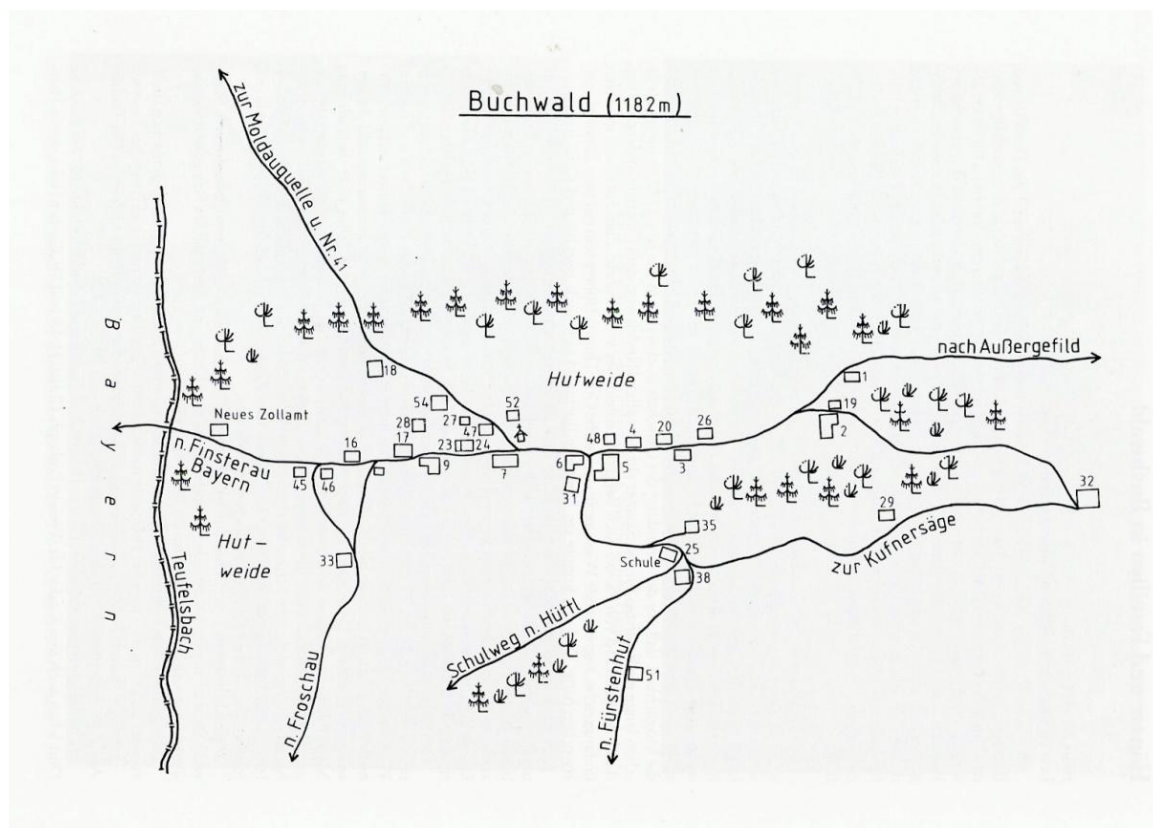 Buchwald (1182m)
zur Moldauquelle u. Nr. 41
Bayern
Hutweide
nach Außergefild
1
18
19
2
54
27
52
28
47
Neues Zollamt
n. Finsterau
Bayern
16
17
23
24
48
4
20
26
45
46
9
7
6
5
3
31
32
29
35
Hut-
weide
33
Schule
25
38
zur Kufnersäge
Teufelsbach
Schulweg n. Hüttl
n. Froschau
n. Fürstenhut
51